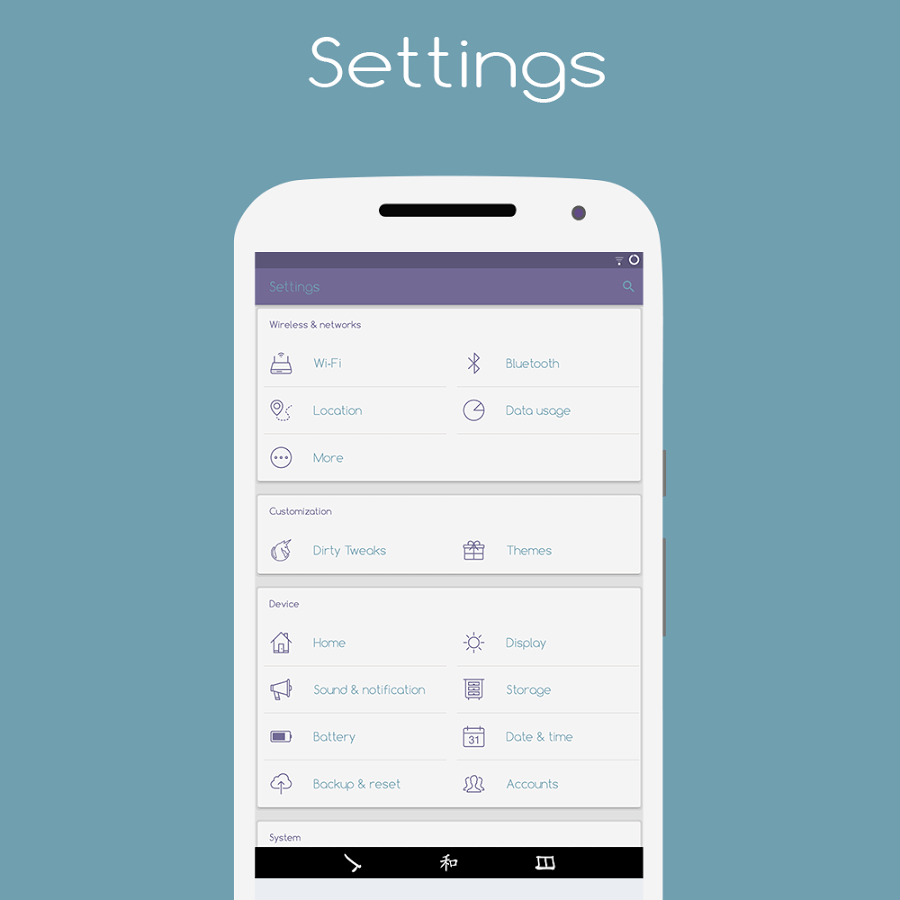 Settings
Settings
Wireless & networks
Wi-Fi
Bluetooth
Location
Data usage
More
Customization
Dirty Tweaks
Themes
Device
Home
Display
Sound & notification
Storage
Battery
31
Date & time
Backup & reset
Accounts
System
和